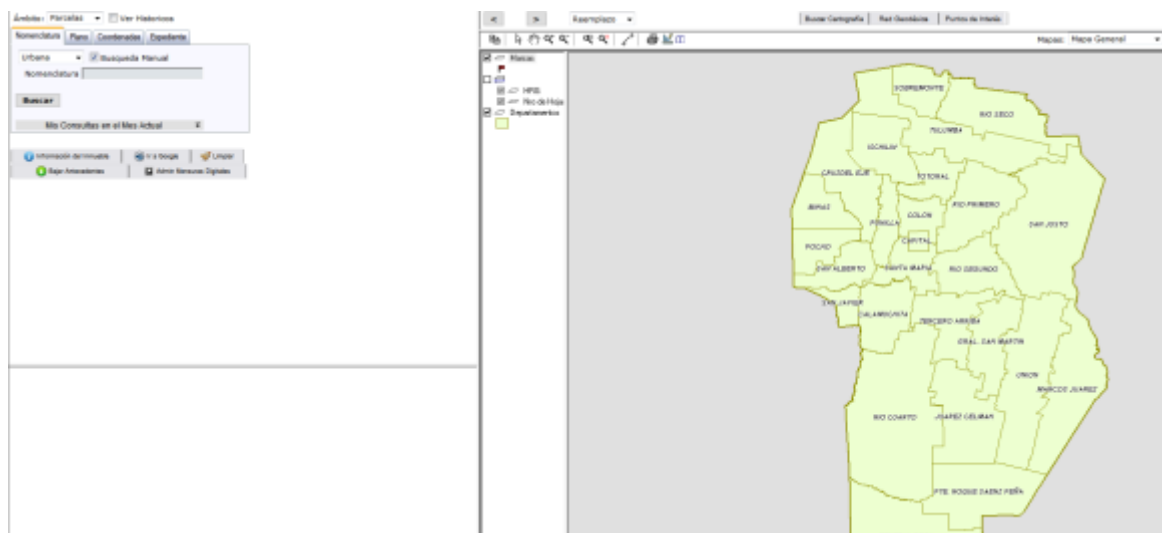 Ámbito: Parcelas Ver Historicos
Nomenclatura Plano Coordenadas Expediente
Urbana Busqueda Manual
Nomenclatura
Buscar
Mis Consultas en el Mes Actual
Información del Inmueble Ir a Google Limpiar
Bajar Antecedentes Admin Mensuras Digitales
< > Reemplazo Buscar Cartografía Red Geodésica Puntos de Interés
Mapas: Mapa General
Marcas
Nro de Hoja
Departamentos
SOBREMONTE
RIO SECO
TULUMBA
ISCHILIN
CRUZ DEL EJE
TOTORAL
MINAS
RIO PRIMERO
COLON
PUNILLA
SAN JUSTO
CAPITAL
POCHO
SAN ALBERTO
SANTA MARIA
RIO SEGUNDO
SAN JAVIER
CALAMUCHITA
TERCERO ARRIBA
GRAL. SAN MARTIN
UNION
MARCOS JUAREZ
RIO CUARTO
JUAREZ CELMAN
PTE. ROQUE SAENZ PEÑA